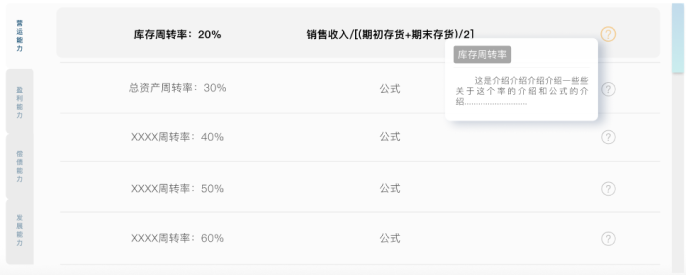 营运能力
盈利能力
偿债能力
发展能力
库存周转率：20%
销售收入/[(期初存货+期末存货)/2]
?
库存周转率
这是介绍介绍介绍介绍一些些
关于这个率的介绍和公式的介
绍........................
总资产周转率：30%
公式
?
XXXX周转率：40%
公式
?
XXXX周转率：50%
公式
?
XXXX周转率：60%
公式
?